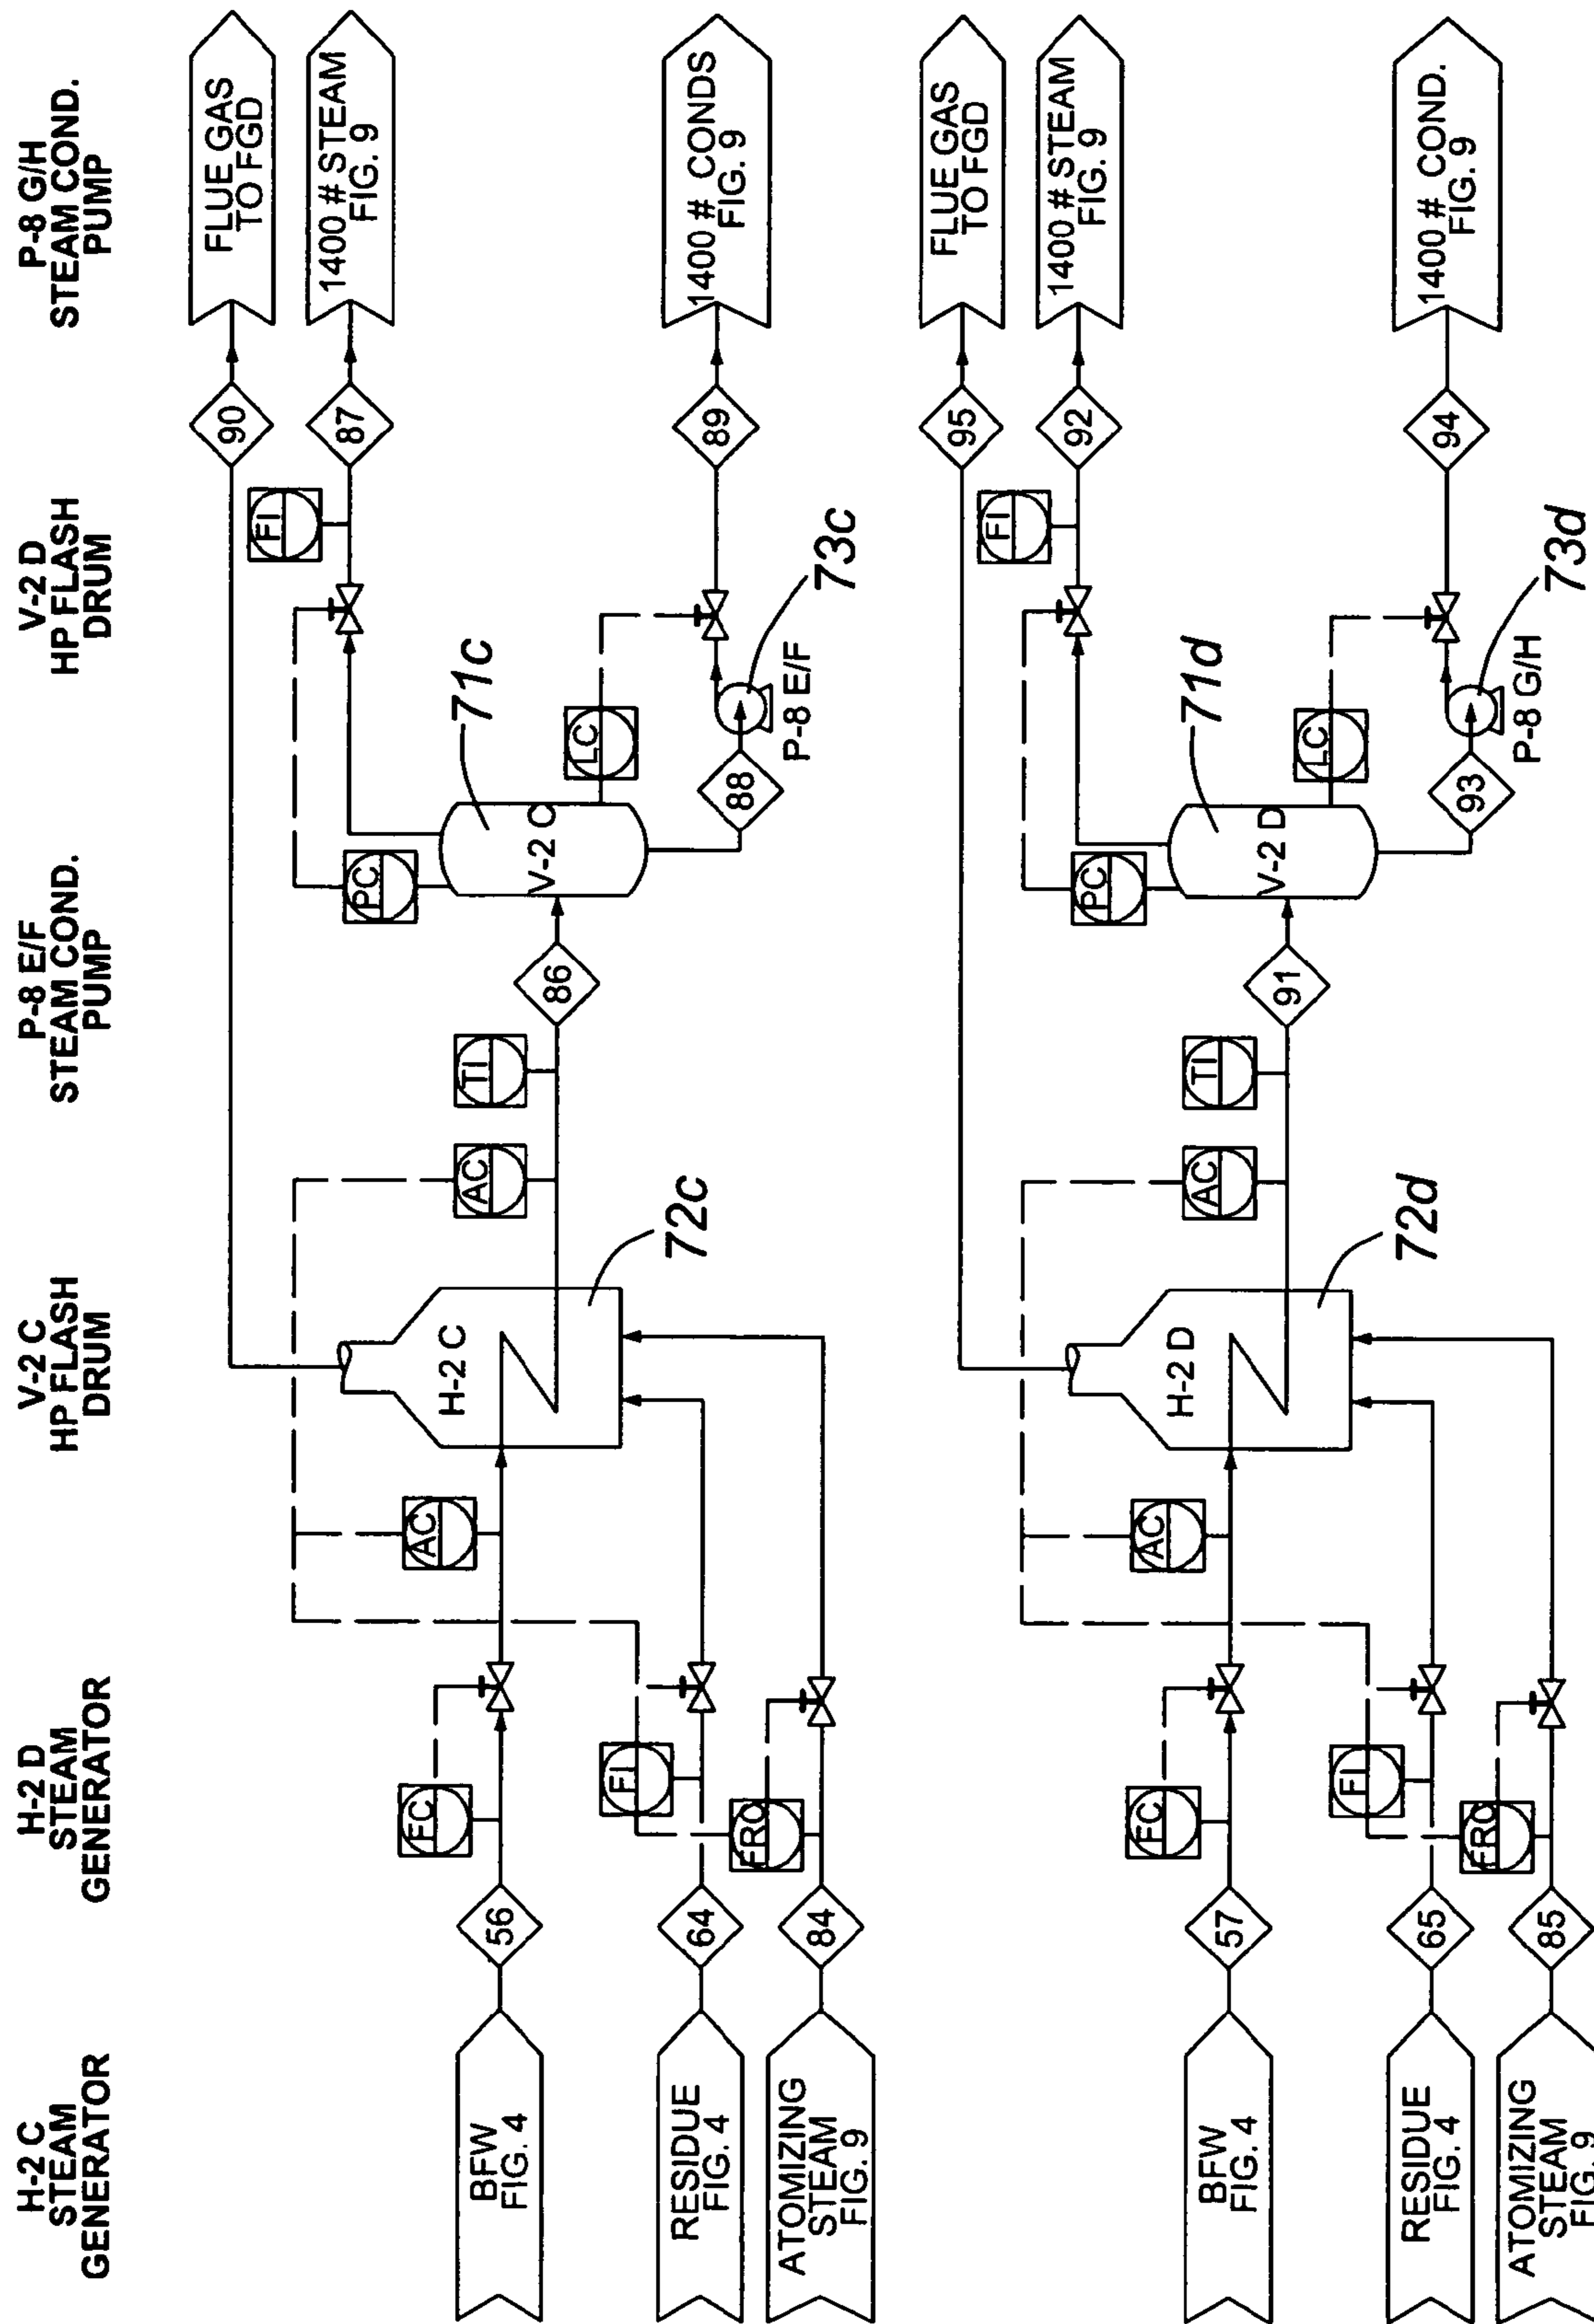 H-2 C
STEAM
GENERATOR
H-2 D
STEAM
GENERATOR
V-2 C
HP FLASH
DRUM
P-8 E/F
STEAM COND.
PUMP
V-2 D
HP FLASH
DRUM
P-8 G/H
STEAM COND.
PUMP
90
FLUE GAS
TO FGD
FI
87
1400 # STEAM
FIG. 9
PC
AC
AC
TI
71c
H-2 C
V-2 C
BFW
FIG. 4
56
FC
86
72c
LC
RESIDUE
FIG. 4
64
FI
ATOMIZING
STEAM
FIG. 9
84
FRC
88
P-8 E/F
73c
89
1400 # CONDS
FIG. 9
95
FLUE GAS
TO FGD
FI
92
1400 # STEAM
FIG. 9
PC
AC
AC
TI
71d
H-2 D
V-2 D
BFW
FIG. 4
57
FC
91
72d
LC
RESIDUE
FIG. 4
65
FI
ATOMIZING
STEAM
FIG. 9
85
FRC
93
P-8 G/H
73d
94
1400 # COND.
FIG. 9